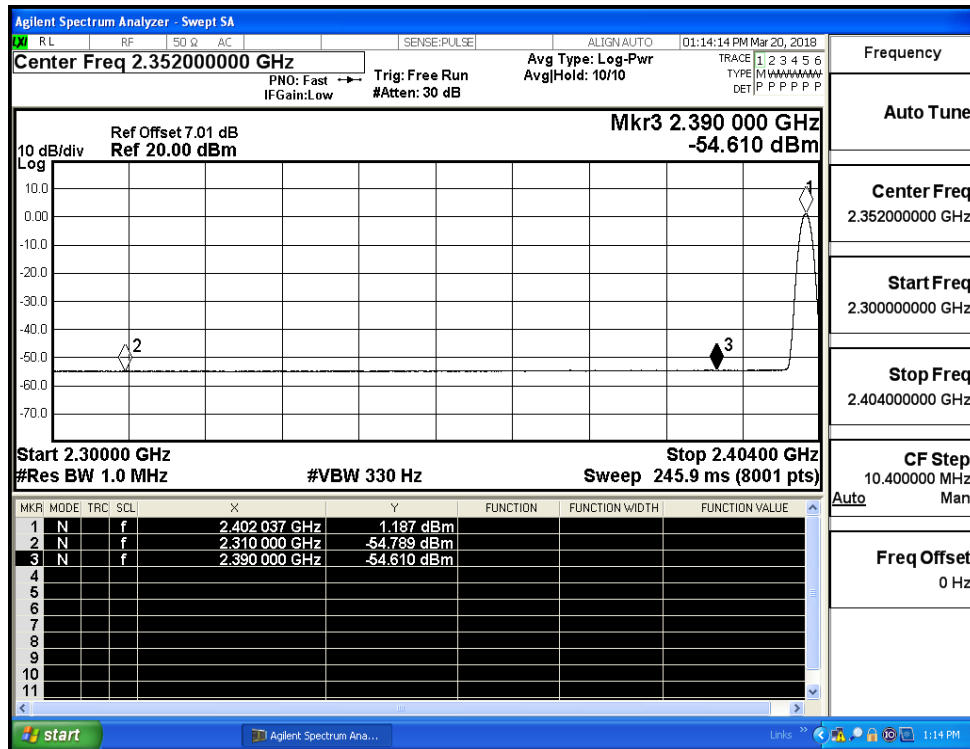 Agilent Spectrum Analyzer - Swept SA
LXI RL RF 50 Ω AC SENSE:PULSE ALIGN AUTO 01:14:14 PM Mar 20, 2018
Center Freq 2.352000000 GHz
PNO: Fast
IFGain:Low
Trig: Free Run
#Atten: 30 dB
Avg Type: Log-Pwr
Avg|Hold: 10/10
TRACE 1 2 3 4 5 6
TYPE M W W W W W
DET P P P P P P
Mkr3 2.390 000 GHz
-54.610 dBm
Ref Offset 7.01 dB
10 dB/div Ref 20.00 dBm
Log
10.0
0.00
-10.0
-20.0
-30.0
-40.0
-50.0
-60.0
-70.0
1
2
3
Start 2.30000 GHz Stop 2.40400 GHz
#Res BW 1.0 MHz #VBW 330 Hz Sweep 245.9 ms (8001 pts)
MKR MODE TRC SCL X Y FUNCTION FUNCTION WIDTH FUNCTION VALUE
1 N f 2.402 037 GHz 1.187 dBm
2 N f 2.310 000 GHz -54.789 dBm
3 N f 2.390 000 GHz -54.610 dBm
4
5
6
7
8
9
10
11
Frequency
Auto Tune
Center Freq
2.352000000 GHz
Start Freq
2.300000000 GHz
Stop Freq
2.404000000 GHz
CF Step
10.400000 MHz
Auto Man
Freq Offset
0 Hz
start Agilent Spectrum Ana... Links 1:14 PM